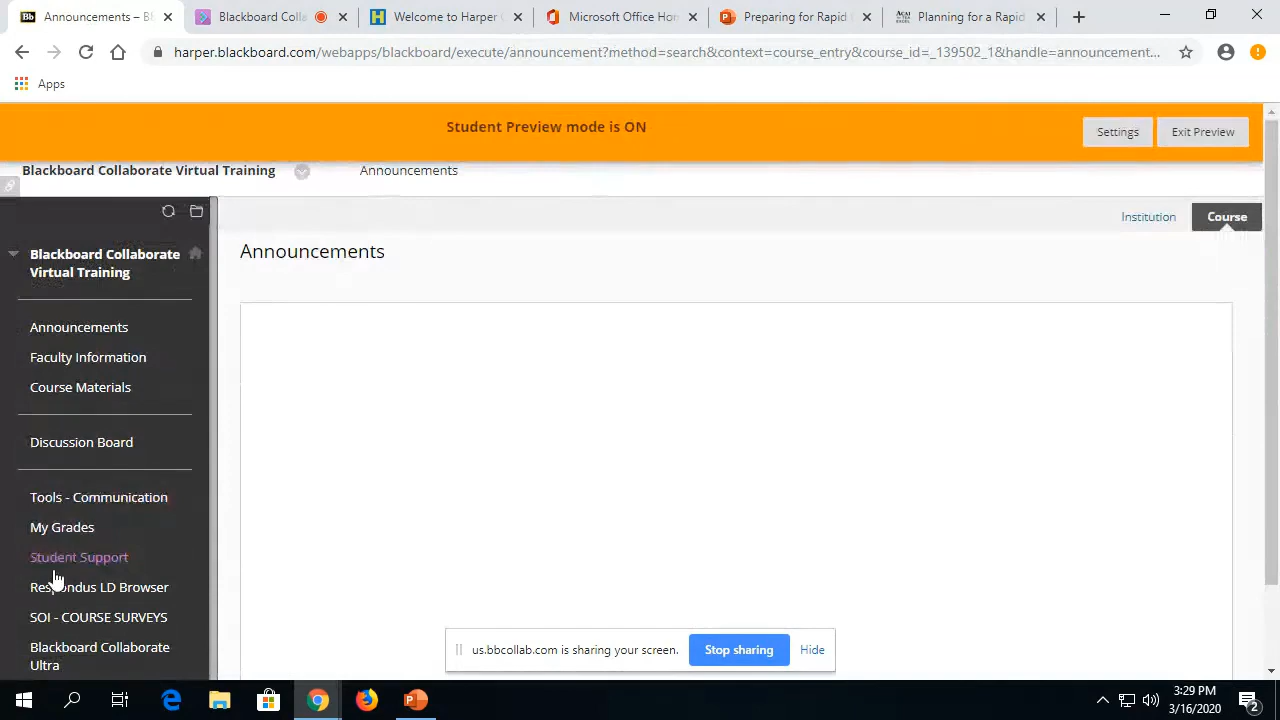 Announcements – BB
Blackboard Colla
Welcome to Harper C
Microsoft Office Hom
Preparing for Rapid
Planning for a Rapid
harper.blackboard.com/webapps/blackboard/execute/announcement?method=search&context=course_entry&course_id=_139502_1&handle=announcement...
Apps
Student Preview mode is ON
Settings
Exit Preview
Blackboard Collaborate Virtual Training
Announcements
Institution
Course
Blackboard Collaborate
Virtual Training
Announcements
Announcements
Faculty Information
Course Materials
Discussion Board
Tools - Communication
My Grades
Student Support
Respondus LD Browser
SOI - COURSE SURVEYS
Blackboard Collaborate
Ultra
us.bbcollab.com is sharing your screen.
Stop sharing
Hide
3:29 PM
3/16/2020
2